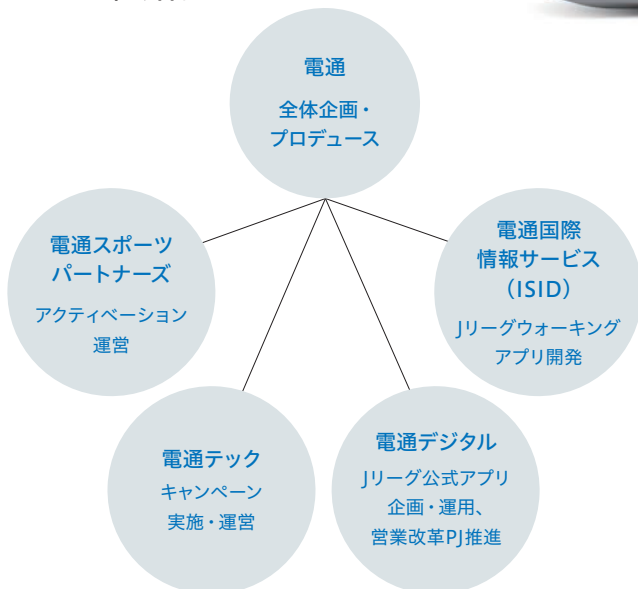 電通
全体企画・
プロデュース
電通スポーツ
パートナーズ
アクティベーション
運営
電通国際
情報サービス
（ISID）
Jリーグウォーキング
アプリ開発
電通テック
キャンペーン
実施・運営
電通デジタル
Jリーグ公式アプリ
企画・運用、
営業改革PJ推進